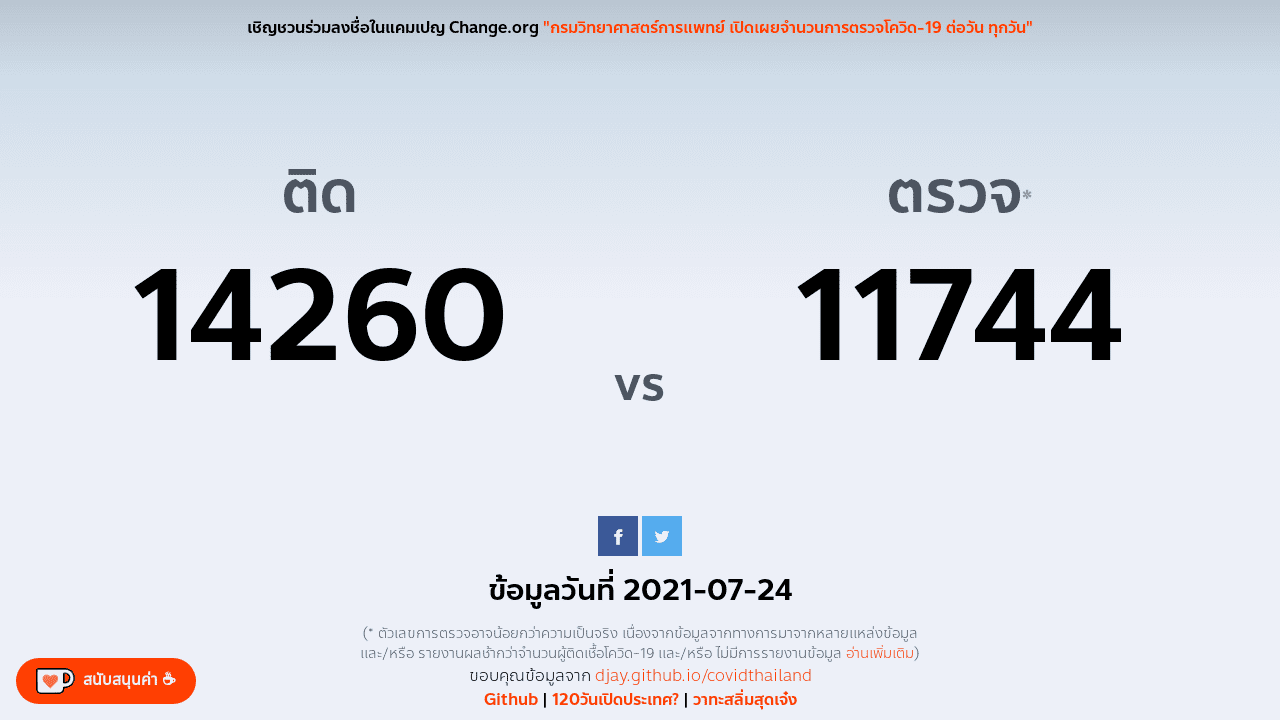 เชิญชวนร่วมลงชื่อในแคมเปญ Change.org "กรมวิทยาศาสตร์การแพทย์ เปิดเผยจำนวนการตรวจโควิด-19 ต่อวัน ทุกวัน"
ติด
14260
vs
ตรวจ*
11744
ข้อมูลวันที่ 2021-07-24
(* ตัวเลขการตรวจอาจน้อยกว่าความเป็นจริง เนื่องจากข้อมูลจากทางการมาจากหลายแหล่งข้อมูล
และ/หรือ รายงานผลช้ากว่าจำนวนผู้ติดเชื้อโควิด-19 และ/หรือ ไม่มีการรายงานข้อมูล อ่านเพิ่มเติม)
ขอบคุณข้อมูลจาก djay.github.io/covidthailand
Github | 120วันเปิดประเทศ? | วาทะสลิ่มสุดเจ๋ง
สนับสนุนค่า ☕